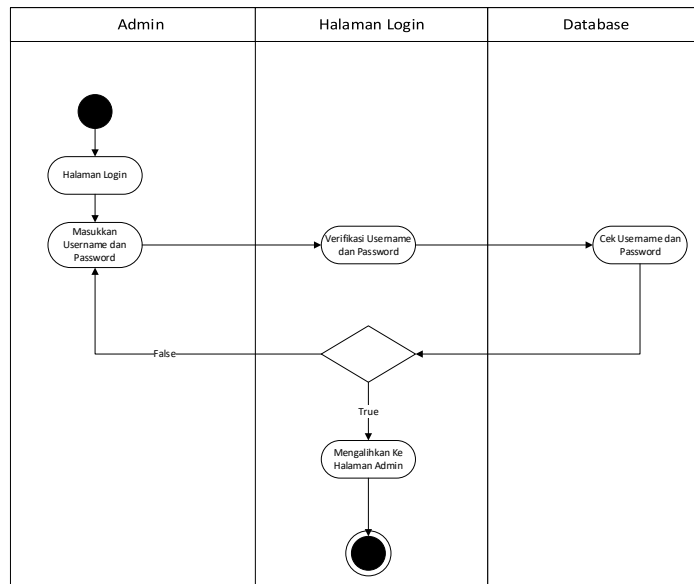 Admin
Halaman Login
Database
Halaman Login
Masukkan
Username dan
Password
Verifikasi Username
dan Password
Cek Username dan
Password
False
True
Mengalihkan Ke
Halaman Admin